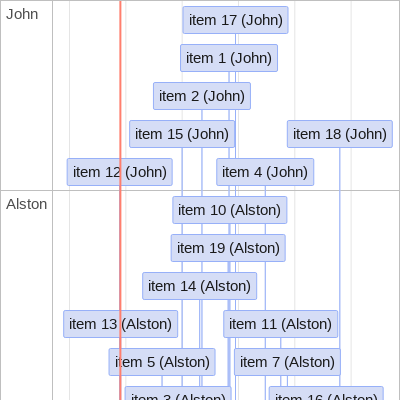 John
item 17 (John)
item 1 (John)
item 2 (John)
item 15 (John)
item 18 (John)
item 12 (John)
item 4 (John)
Alston
item 10 (Alston)
item 19 (Alston)
item 14 (Alston)
item 13 (Alston)
item 11 (Alston)
item 5 (Alston)
item 7 (Alston)
item 3 (Alston)
item 16 (Alston)